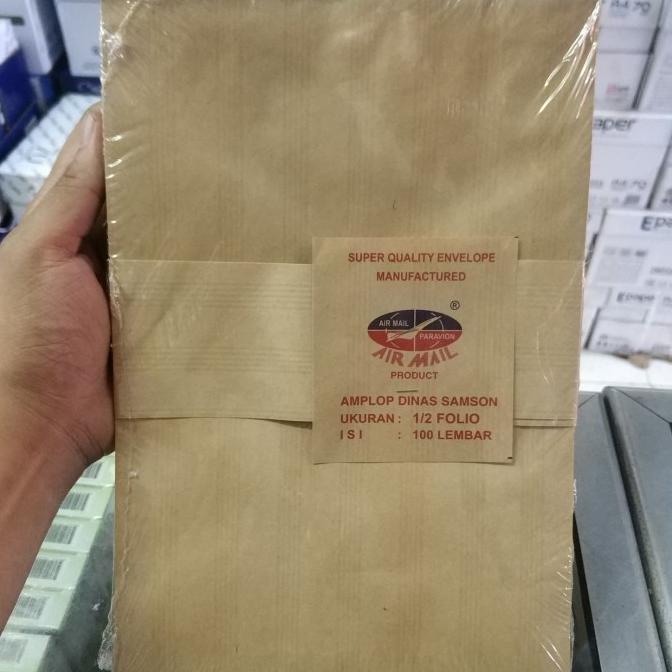 SUPER QUALITY ENVELOPE
MANUFACTURED
®
AIR MAIL
PARAVION
AIR MAIL
PRODUCT
AMPLOP DINAS SAMSON
UKURAN : 1/2 FOLIO
ISI : 100 LEMBAR